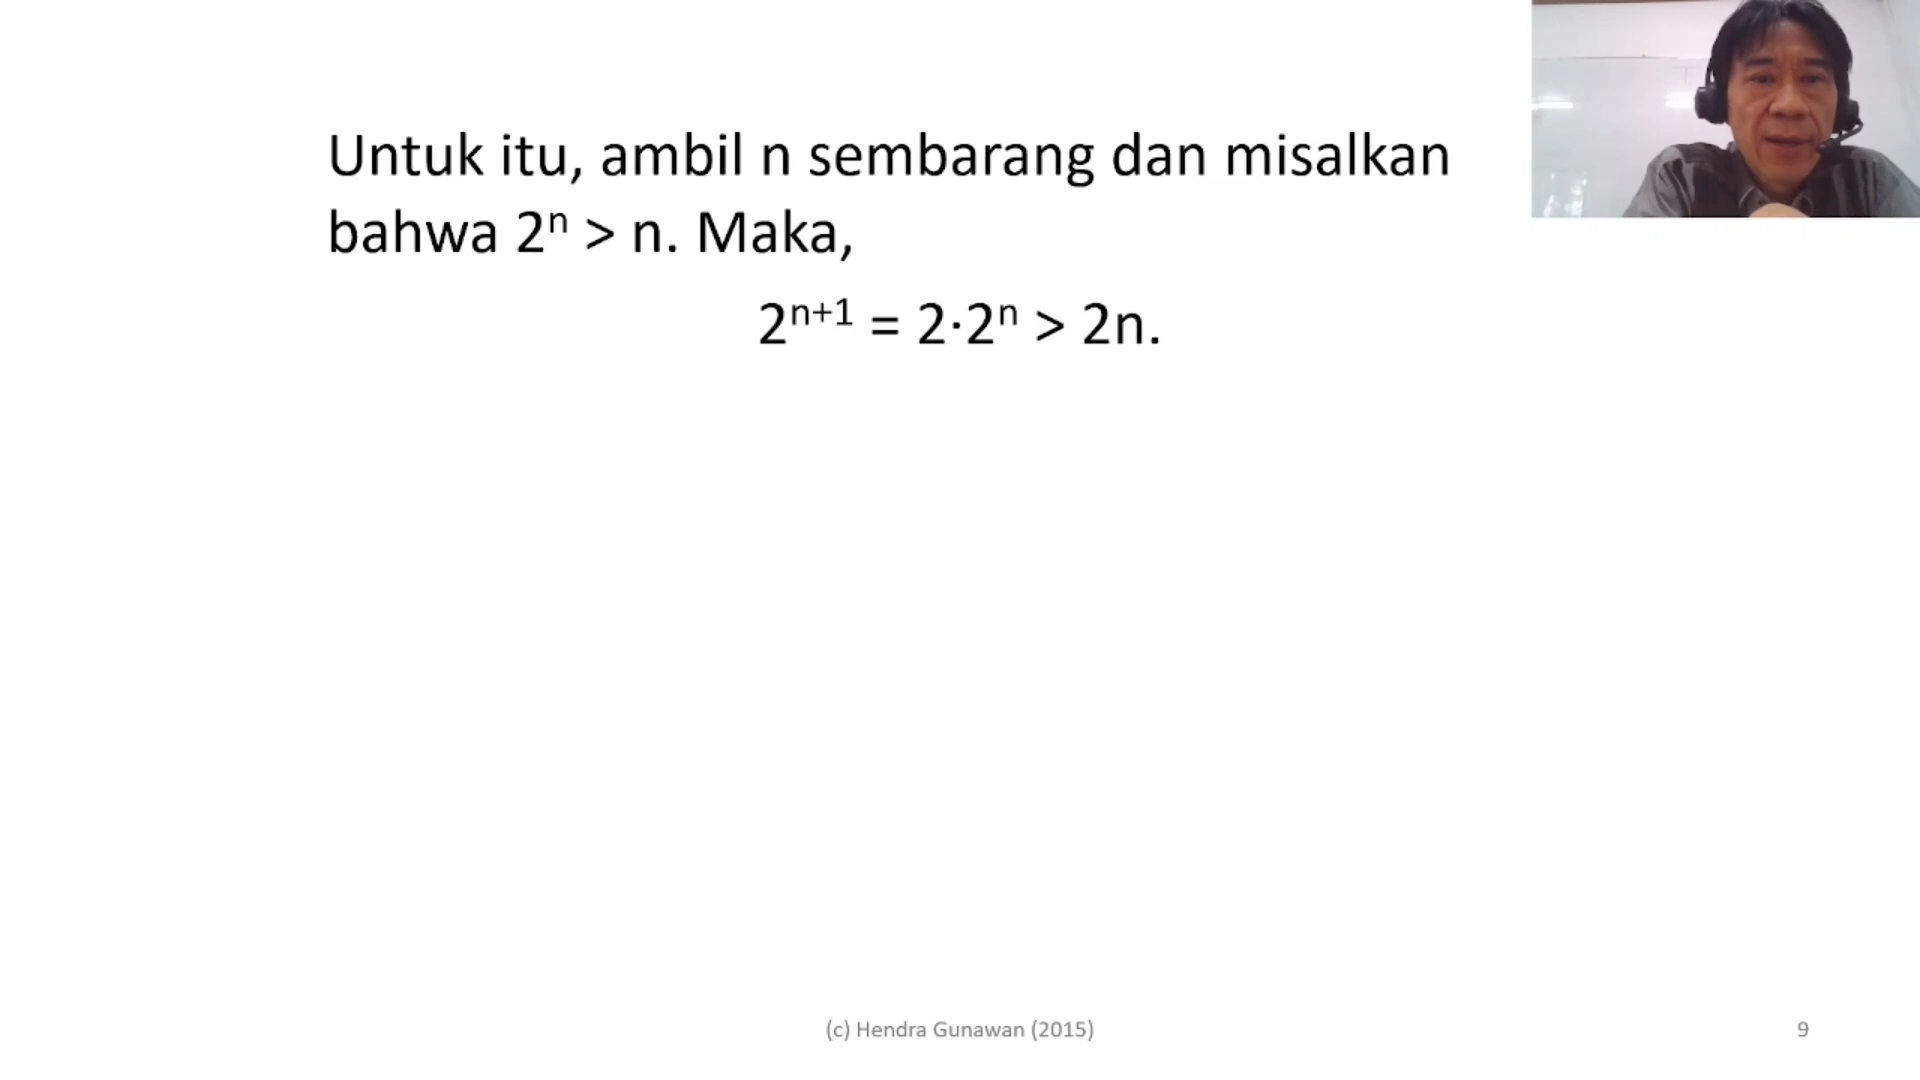 Untuk itu, ambil n sembarang dan misalkan
bahwa 2ⁿ > n. Maka,
2ⁿ⁺¹ = 2·2ⁿ > 2n.
(c) Hendra Gunawan (2015)
9